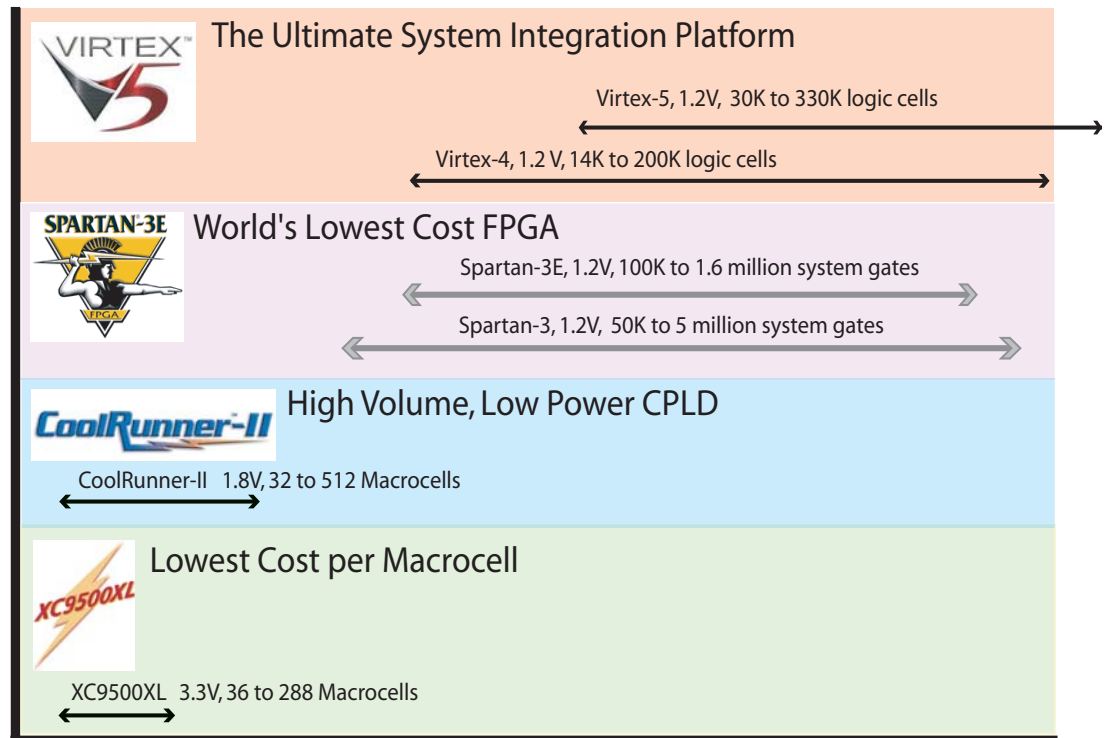 VIRTEX™
5
The Ultimate System Integration Platform
Virtex-5, 1.2V, 30K to 330K logic cells
Virtex-4, 1.2 V, 14K to 200K logic cells
SPARTAN-3E
FPGA
World's Lowest Cost FPGA
Spartan-3E, 1.2V, 100K to 1.6 million system gates
Spartan-3, 1.2V, 50K to 5 million system gates
CoolRunner™-II
High Volume, Low Power CPLD
CoolRunner-II 1.8V, 32 to 512 Macrocells
XC9500XL
Lowest Cost per Macrocell
XC9500XL 3.3V, 36 to 288 Macrocells